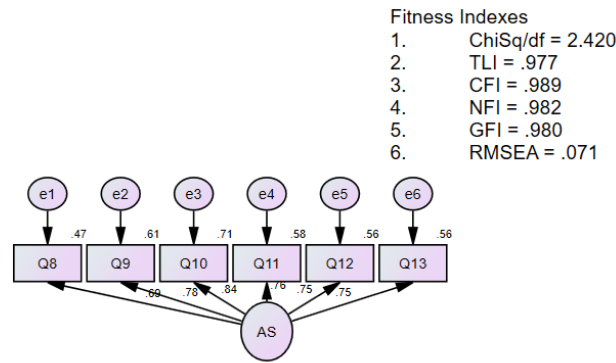 Fitness Indexes
1. ChiSq/df = 2.420
2. TLI = .977
3. CFI = .989
4. NFI = .982
5. GFI = .980
6. RMSEA = .071
e1 e2 e3 e4 e5 e6
.47 .61 .71 .58 .56 .56
Q8 Q9 Q10 Q11 Q12 Q13
.69 .78 .84 .76 .75 .75
AS